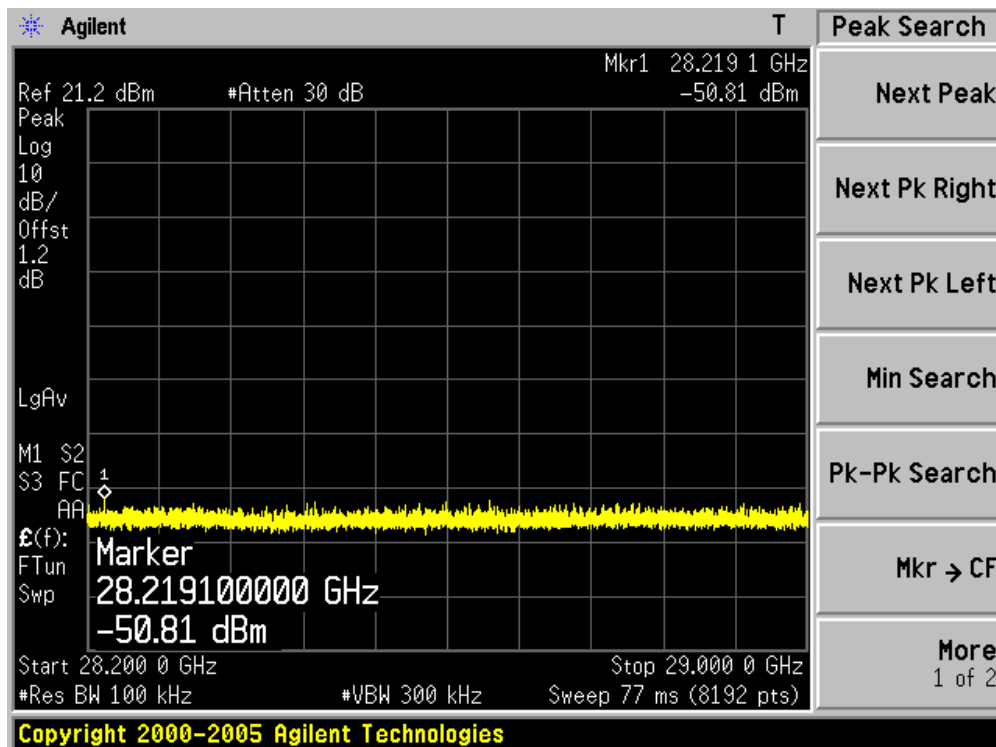 Agilent T Peak Search
Mkr1 28.219 1 GHz
Ref 21.2 dBm #Atten 30 dB -50.81 dBm
Peak
Log
10
dB/
Offst
1.2
dB
LgAv
M1 S2
S3 FC
AA
£(f):
FTun
Swp
1
Marker
28.219100000 GHz
-50.81 dBm
Start 28.200 0 GHz Stop 29.000 0 GHz
#Res BW 100 kHz #VBW 300 kHz Sweep 77 ms (8192 pts)
Next Peak
Next Pk Right
Next Pk Left
Min Search
Pk-Pk Search
Mkr → CF
More
1 of 2
Copyright 2000-2005 Agilent Technologies